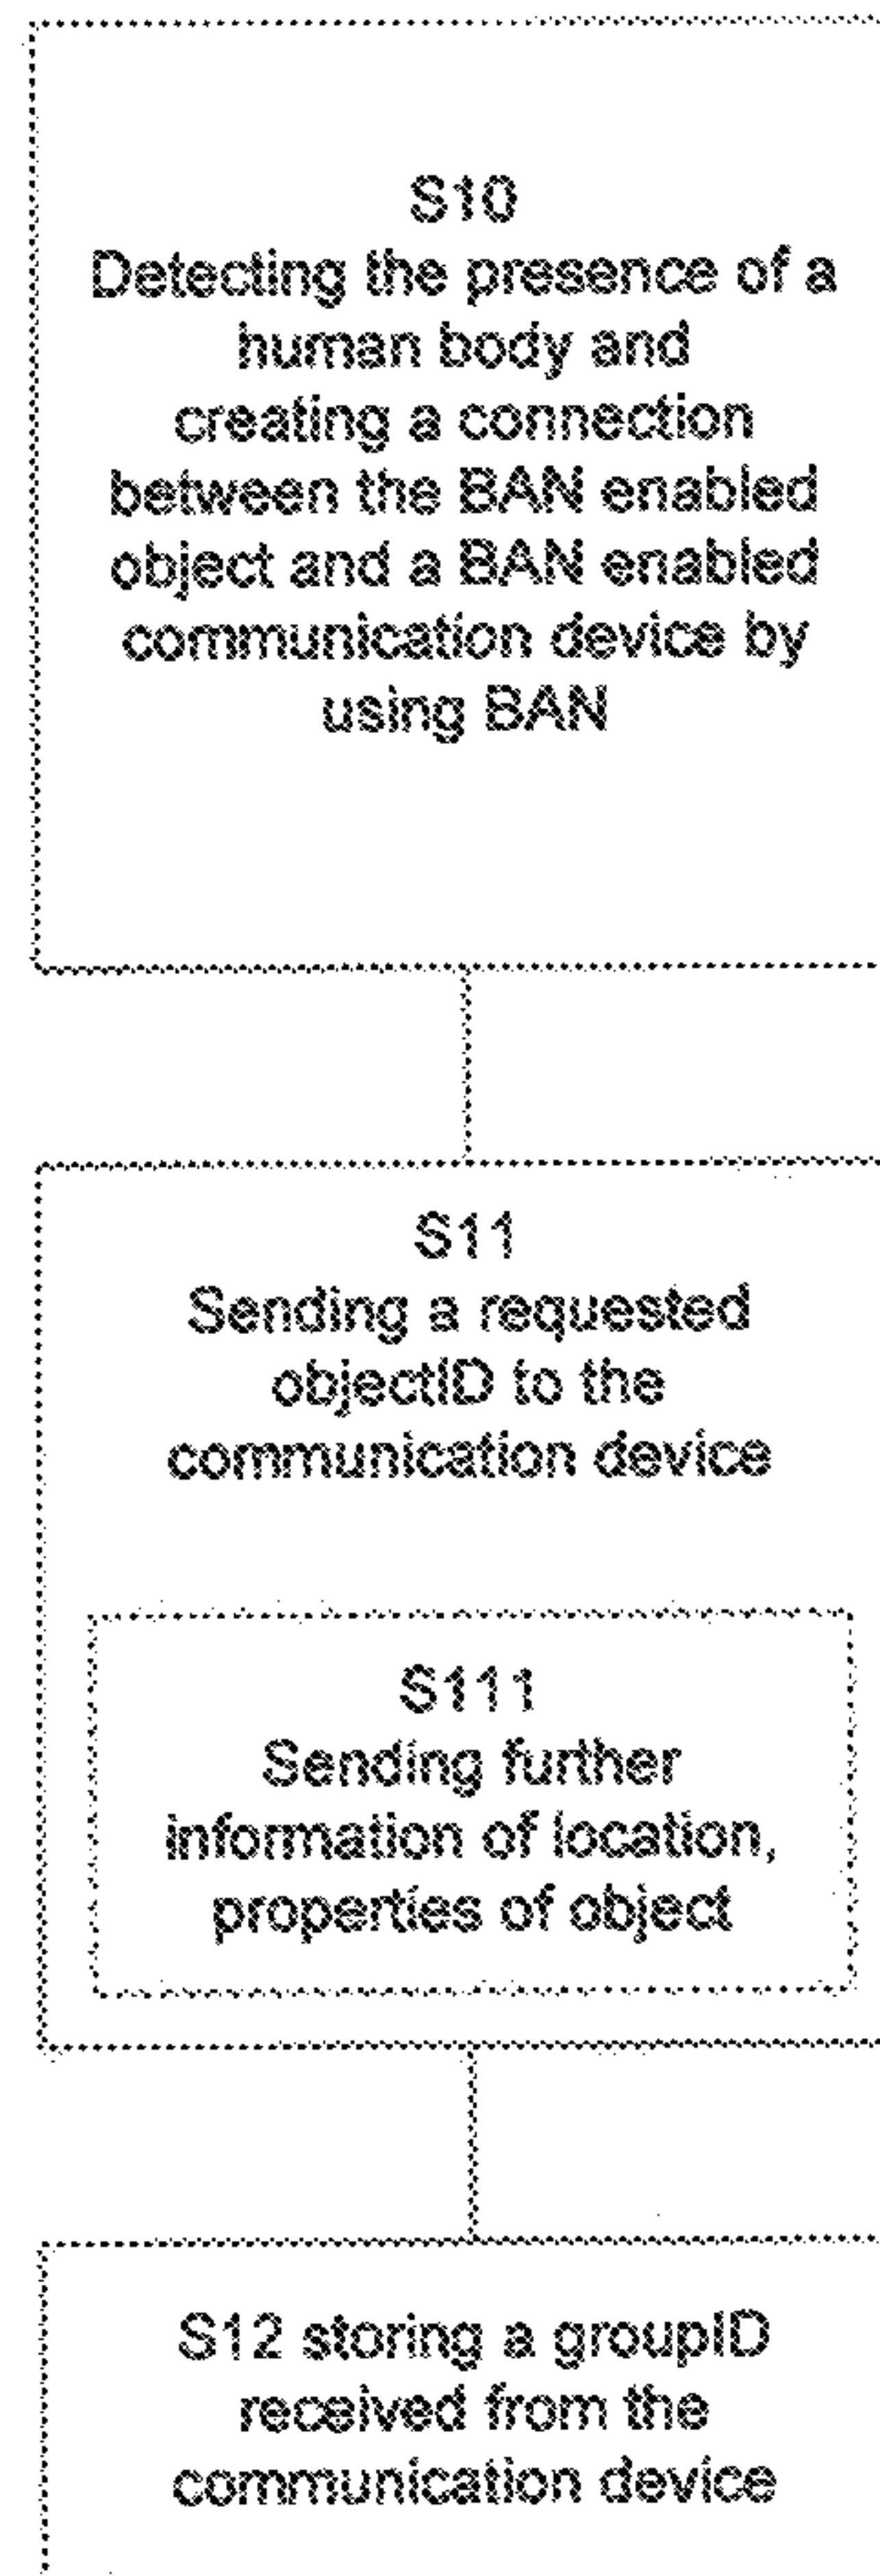 S10
Detecting the presence of a
human body and
creating a connection
between the BAN enabled
object and a BAN enabled
communication device by
using BAN
S11
Sending a requested
objectID to the
communication device
S111
Sending further
information of location,
properties of object
S12 storing a groupID
received from the
communication device